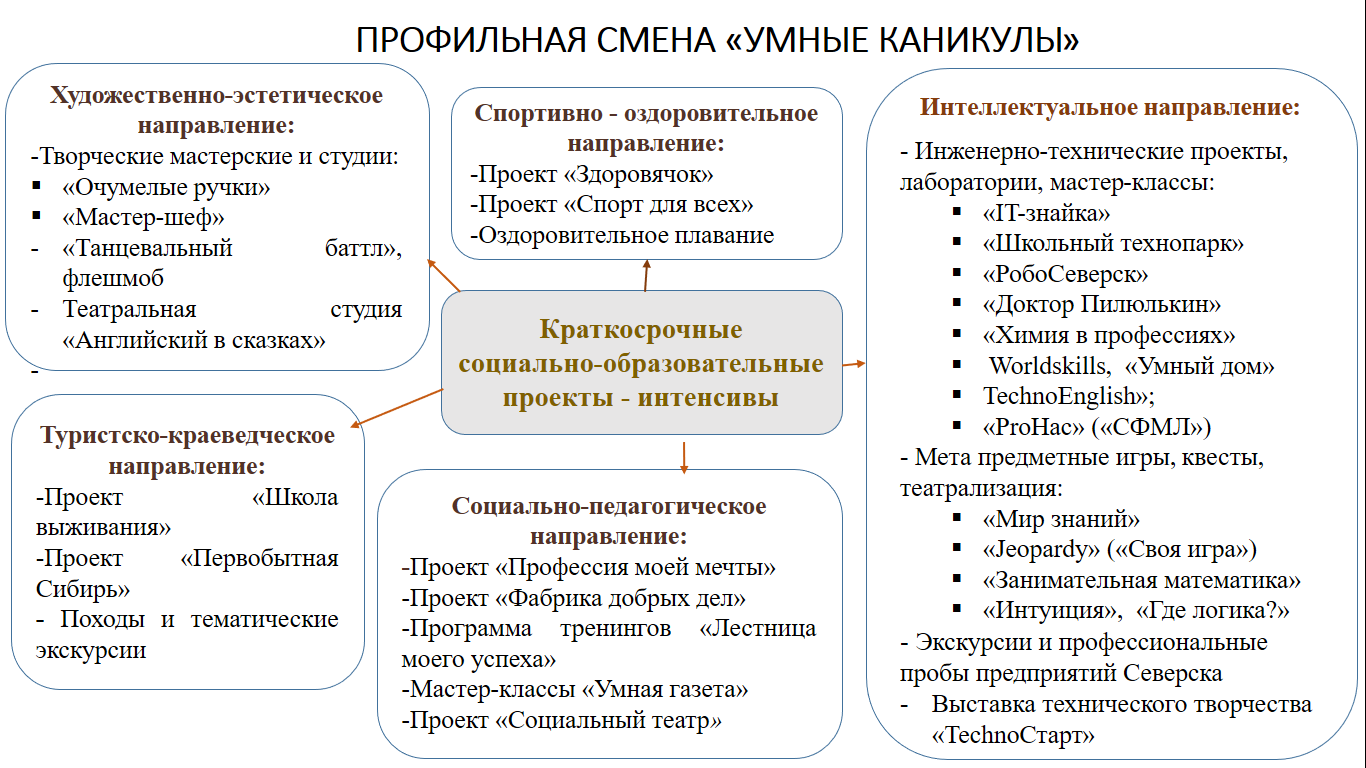 ПРОФИЛЬНАЯ СМЕНА «УМНЫЕ КАНИКУЛЫ»
Художественно-эстетическое
направление:
-Творческие мастерские и студии:
▪ «Очумелые ручки»
▪ «Мастер-шеф»
- «Танцевальный баттл»,
флешмоб
- Театральная студия
«Английский в сказках»
-
Спортивно - оздоровительное
направление:
-Проект «Здоровячок»
-Проект «Спорт для всех»
-Оздоровительное плавание
Краткосрочные
социально-образовательные
проекты - интенсивы
Туристско-краеведческое
направление:
-Проект «Школа
выживания»
-Проект «Первобытная
Сибирь»
- Походы и тематические
экскурсии
Социально-педагогическое
направление:
-Проект «Профессия моей мечты»
-Проект «Фабрика добрых дел»
-Программа тренингов «Лестница
моего успеха»
-Мастер-классы «Умная газета»
-Проект «Социальный театр»
Интеллектуальное направление:
- Инженерно-технические проекты,
лаборатории, мастер-классы:
▪ «IT-знайка»
▪ «Школьный технопарк»
▪ «РобоСеверск»
▪ «Доктор Пилюлькин»
▪ «Химия в профессиях»
▪ Worldskills, «Умный дом»
▪ TechnoEnglish»;
▪ «ProНас» («СФМЛ»)
- Мета предметные игры, квесты,
театрализация:
▪ «Мир знаний»
▪ «Jeopardy» («Своя игра»)
▪ «Занимательная математика»
▪ «Интуиция», «Где логика?»
- Экскурсии и профессиональные
пробы предприятий Северска
- Выставка технического творчества
«TechnoСтарт»